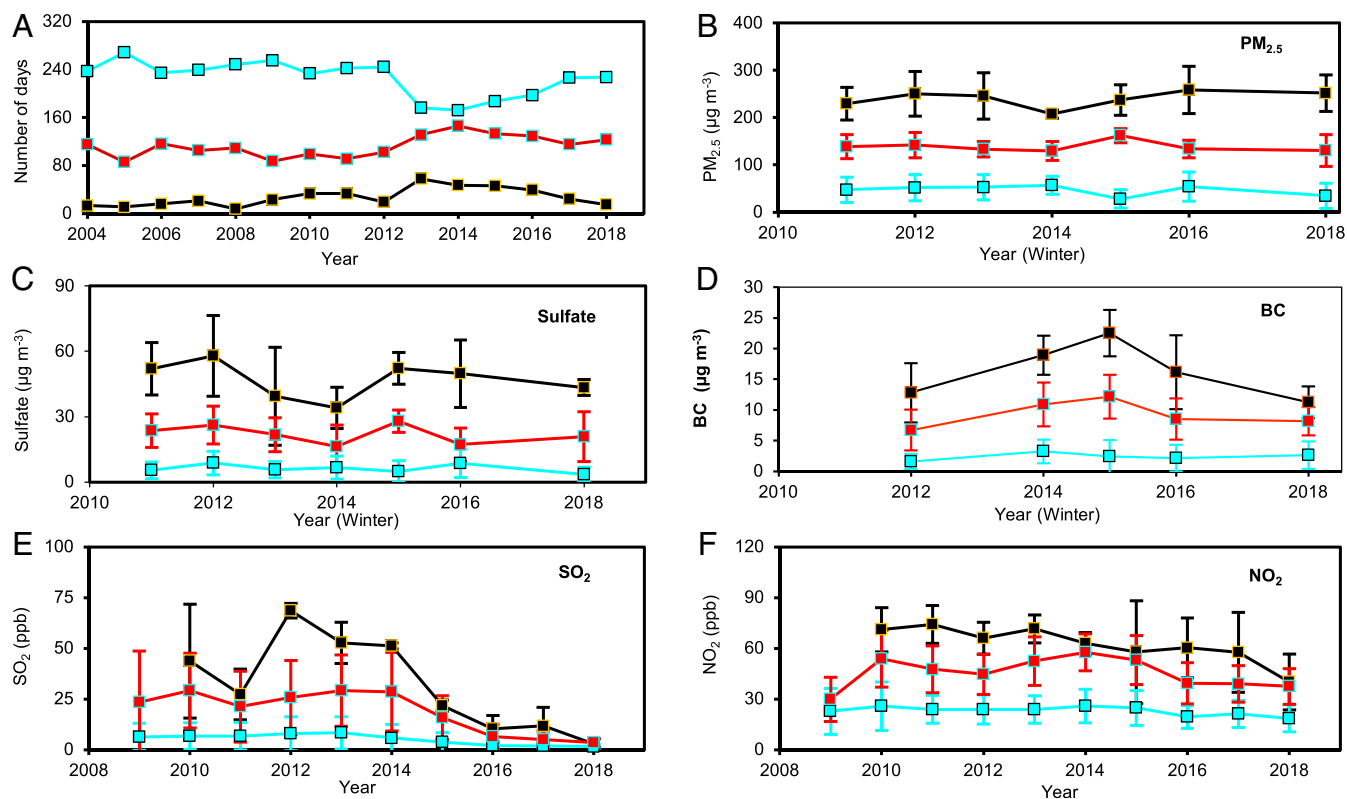 A
Number of days
320
240
160
80
0
2004 2006 2008 2010 2012 2014 2016 2018
Year
B
PM2.5 (µg m-3)
PM2.5
400
300
200
100
0
2010 2012 2014 2016 2018
Year (Winter)
C
Sulfate (µg m-3)
Sulfate
90
60
30
0
2010 2012 2014 2016 2018
Year (Winter)
D
BC (µg m-3)
BC
30
25
20
15
10
5
0
2010 2012 2014 2016 2018
Year (Winter)
E
SO2 (ppb)
SO2
100
75
50
25
0
2008 2010 2012 2014 2016 2018
Year
F
NO2 (ppb)
NO2
120
90
60
30
0
2008 2010 2012 2014 2016 2018
Year